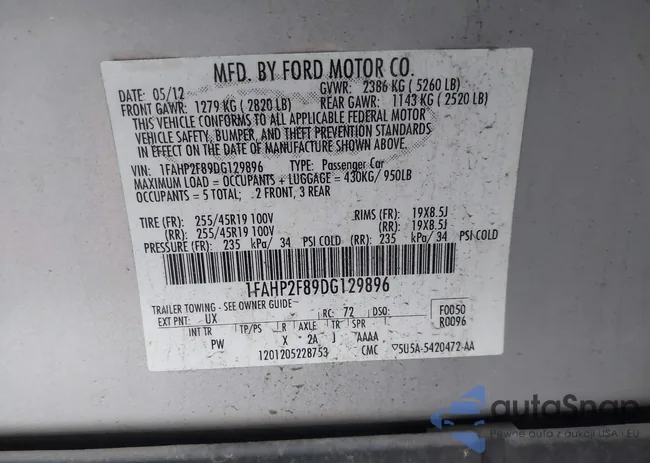 MFD. BY FORD MOTOR CO.
DATE: 05/12 GVWR: 2386 KG ( 5260 LB)
FRONT GAWR: 1279 KG ( 2820 LB) REAR GAWR: 1143 KG ( 2520 LB)
THIS VEHICLE CONFORMS TO ALL APPLICABLE FEDERAL MOTOR
VEHICLE SAFETY, BUMPER, AND THEFT PREVENTION STANDARDS
IN EFFECT ON THE DATE OF MANUFACTURE SHOWN ABOVE.
VIN: 1FAHP2F89DG129896 TYPE: Passenger Car
MAXIMUM LOAD = OCCUPANTS + LUGGAGE = 430KG/ 950LB
OCCUPANTS = 5 TOTAL; 2 FRONT, 3 REAR
TIRE (FR): 255/45R19 100V RIMS (FR): 19X8.5J
(RR): 255/45R19 100V (RR): 19X8.5J
PRESSURE (FR): 235 kPa/ 34 PSI COLD (RR): 235 kPa/ 34 PSI COLD
1FAHP2F89DG129896
TRAILER TOWING - SEE OWNER GUIDE-
EXT PNT: UX RC: 72 DSO: F0050
R0096
INT TR TP/PS R AXLE TR SPR
PW X 2A J AAAA
1201205228753 CMC 5U5A-5420472-AA
autoSnap
Pewne auto z aukcji USA i EU